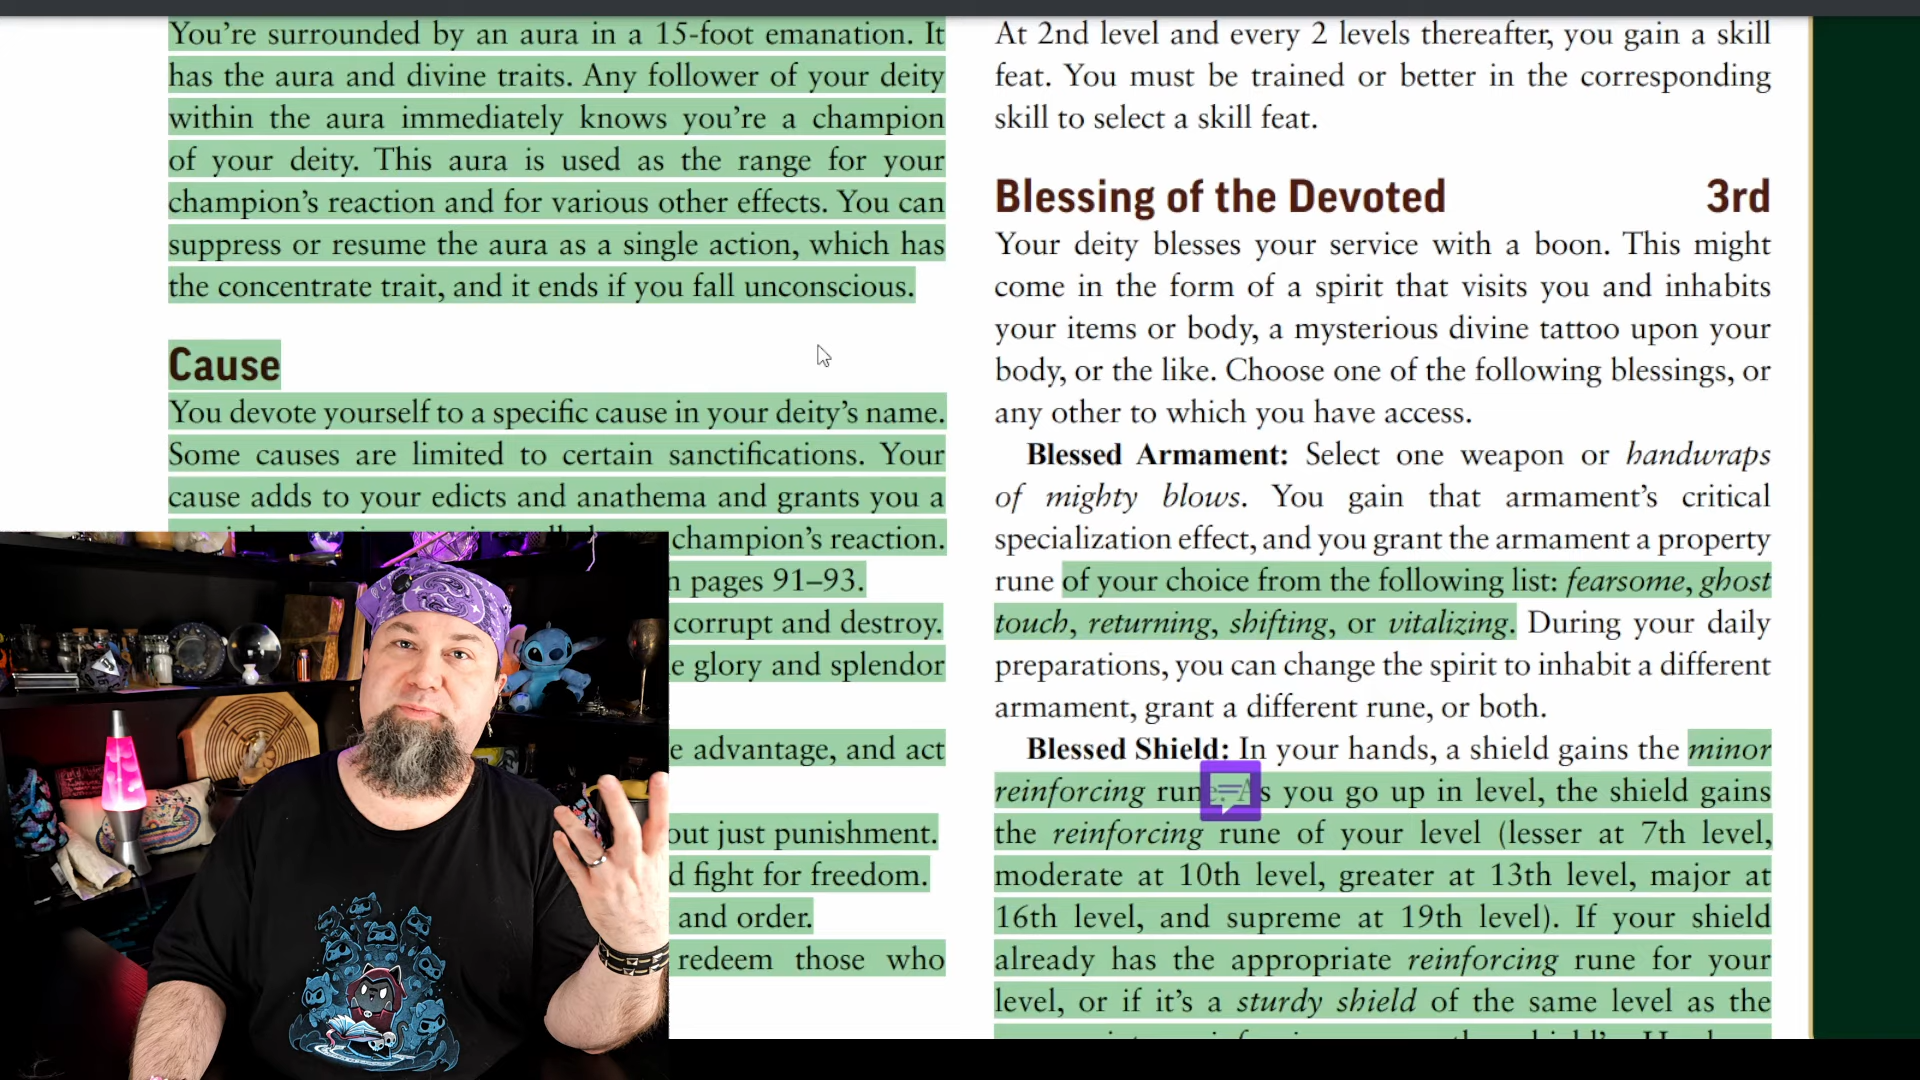 You're surrounded by an aura in a 15-foot emanation. It
has the aura and divine traits. Any follower of your deity
within the aura immediately knows you're a champion
of your deity. This aura is used as the range for your
champion's reaction and for various other effects. You can
suppress or resume the aura as a single action, which has
the concentrate trait, and it ends if you fall unconscious.
Cause
You devote yourself to a specific cause in your deity's name.
Some causes are limited to certain sanctifications. Your
cause adds to your edicts and anathema and grants you a
champion's reaction.
pages 91–93.
corrupt and destroy.
glory and splendor
advantage, and act
out just punishment.
fight for freedom.
and order.
redeem those who
At 2nd level and every 2 levels thereafter, you gain a skill
feat. You must be trained or better in the corresponding
skill to select a skill feat.
Blessing of the Devoted 3rd
Your deity blesses your service with a boon. This might
come in the form of a spirit that visits you and inhabits
your items or body, a mysterious divine tattoo upon your
body, or the like. Choose one of the following blessings, or
any other to which you have access.
Blessed Armament: Select one weapon or handwraps
of mighty blows. You gain that armament's critical
specialization effect, and you grant the armament a property
rune of your choice from the following list: fearsome, ghost
touch, returning, shifting, or vitalizing. During your daily
preparations, you can change the spirit to inhabit a different
armament, grant a different rune, or both.
Blessed Shield: In your hands, a shield gains the minor
reinforcing rune. As you go up in level, the shield gains
the reinforcing rune of your level (lesser at 7th level,
moderate at 10th level, greater at 13th level, major at
16th level, and supreme at 19th level). If your shield
already has the appropriate reinforcing rune for your
level, or if it's a sturdy shield of the same level as the